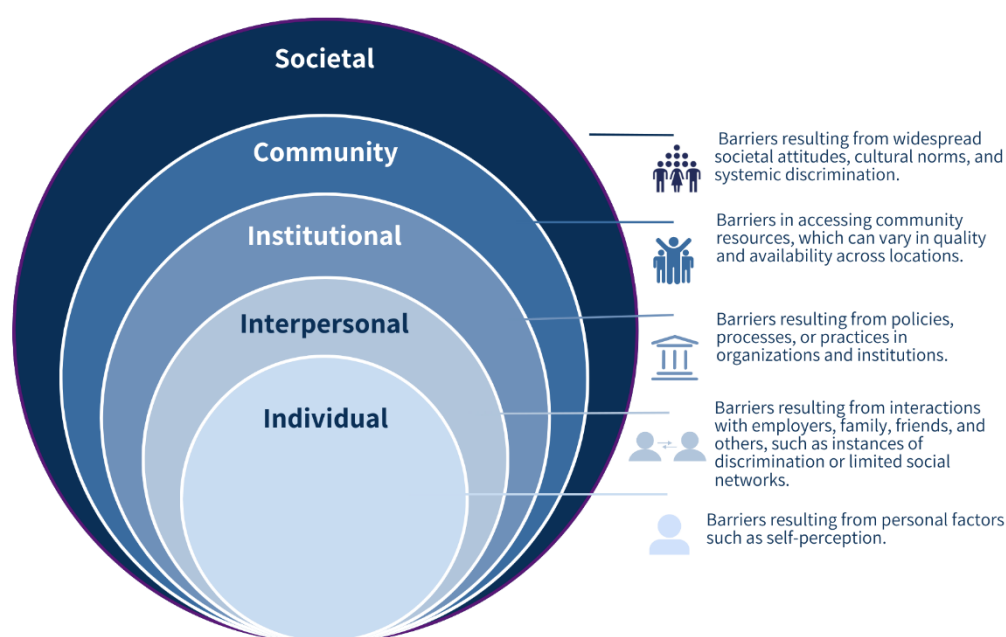 Societal
Community
Institutional
Interpersonal
Individual
Barriers resulting from widespread
societal attitudes, cultural norms, and
systemic discrimination.
Barriers in accessing community
resources, which can vary in quality
and availability across locations.
Barriers resulting from policies,
processes, or practices in
organizations and institutions.
Barriers resulting from interactions
with employers, family, friends, and
others, such as instances of
discrimination or limited social
networks.
Barriers resulting from personal factors
such as self-perception.